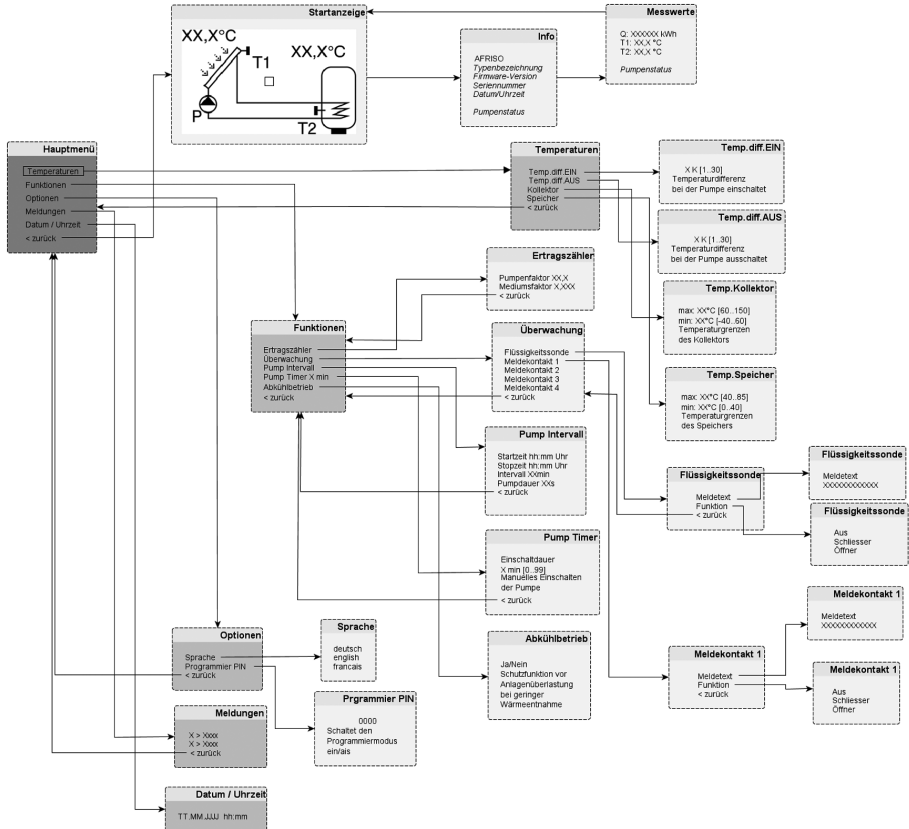 Startanzeige
XX,X°C
XX,X°C
T1
P
T2
Info
AFRISO
Typenbezeichnung
Firmware-Version
Seriennummer
Datum/Uhrzeit
Pumpenstatus
Messwerte
Q: XXXXXX kWh
T1: XX,X °C
T2: XX,X °C
Pumpenstatus
Hauptmenü
Temperaturen
Funktionen
Optionen
Meldungen
Datum / Uhrzeit
< zurück
Temperaturen
Temp.diff.EIN
Temp.diff.AUS
Kollektor
Speicher
< zurück
Temp.diff.EIN
X K [1..30]
Temperaturdifferenz
bei der Pumpe einschaltet
Temp.diff.AUS
X K [1..30]
Temperaturdifferenz
bei der Pumpe ausschaltet
Temp.Kollektor
max: XX°C [60..150]
min: XX°C [-40..60]
Temperaturgrenzen
des Kollektors
Temp.Speicher
max: XX°C [40..85]
min: XX°C [0..40]
Temperaturgrenzen
des Speichers
Funktionen
Ertragszähler
Überwachung
Pump Intervall
Pump Timer X min
Abkühlbetrieb
< zurück
Ertragszähler
Pumpenfaktor XX,X
Mediumsfaktor X,XXX
< zurück
Überwachung
Flüssigkeitssonde
Meldekontakt 1
Meldekontakt 2
Meldekontakt 3
Meldekontakt 4
< zurück
Pump Intervall
Startzeit hh:mm Uhr
Stopzeit hh:mm Uhr
Intervall XXmin
Pumpdauer XXs
< zurück
Pump Timer
Einschaltdauer
X min [0..99]
Manuelles Einschalten
der Pumpe
< zurück
Abkühlbetrieb
Ja/Nein
Schutzfunktion vor
Anlagenüberlastung
bei geringer
Wärmeentnahme
Flüssigkeitssonde
Meldetext
Funktion
< zurück
Flüssigkeitssonde
Meldetext
XXXXXXXXXXXX
Flüssigkeitssonde
Aus
Schliesser
Öffner
Meldekontakt 1
Meldetext
Funktion
< zurück
Meldekontakt 1
Meldetext
XXXXXXXXXXXX
Meldekontakt 1
Aus
Schliesser
Öffner
Optionen
Sprache
Programmier PIN
< zurück
Sprache
deutsch
english
francais
Prgrammier PIN
0000
Schaltet den
Programmiermodus
ein/ais
Meldungen
X > Xxxx
X > Xxxx
< zurück
Datum / Uhrzeit
TT.MM.JJJJ hh:mm